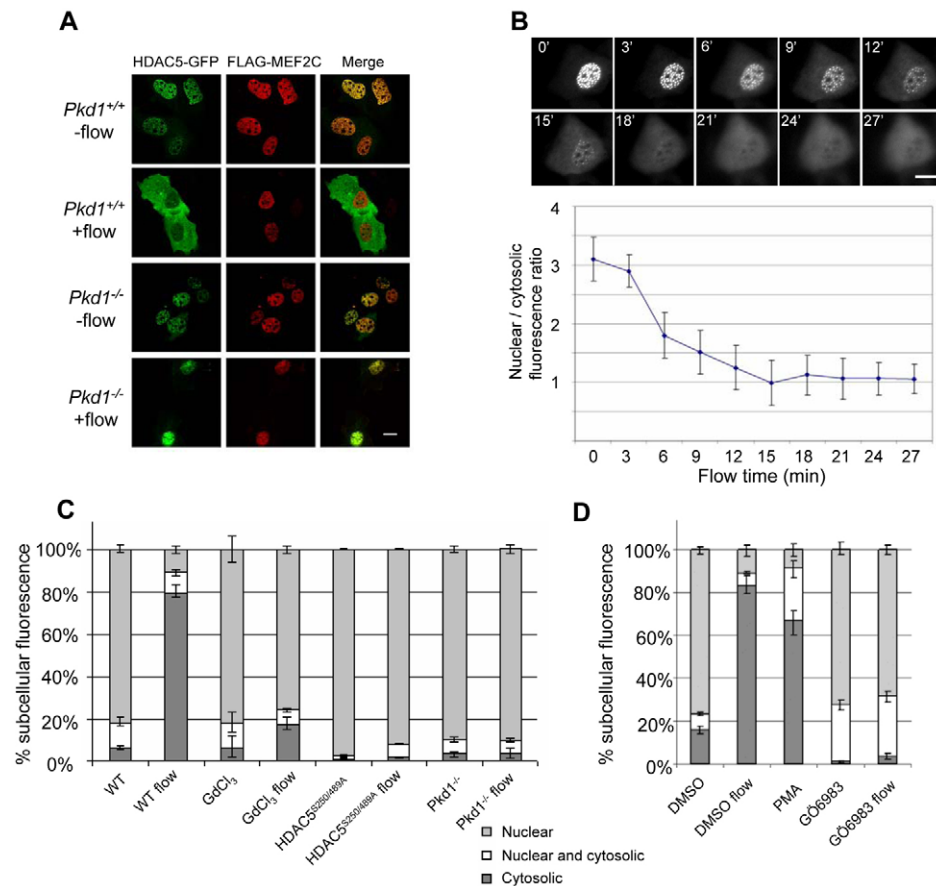 A
HDAC5-GFP FLAG-MEF2C Merge
Pkd1+/+
-flow
Pkd1+/+
+flow
Pkd1-/-
-flow
Pkd1-/-
+flow
B
0' 3' 6' 9' 12'
15' 18' 21' 24' 27'
Nuclear / cytosolic
fluorescence ratio
4
3
2
1
0 3 6 9 12 15 18 21 24 27
Flow time (min)
C
% subcellular fluorescence
100%
80%
60%
40%
20%
0%
WT
WT flow
GdCl3
GdCl3 flow
HDAC5S250/489A
HDAC5S250/489A flow
Pkd1-/-
Pkd1-/- flow
Nuclear
Nuclear and cytosolic
Cytosolic
D
% subcellular fluorescence
100%
80%
60%
40%
20%
0%
DMSO
DMSO flow
PMA
GÖ6983
GÖ6983 flow